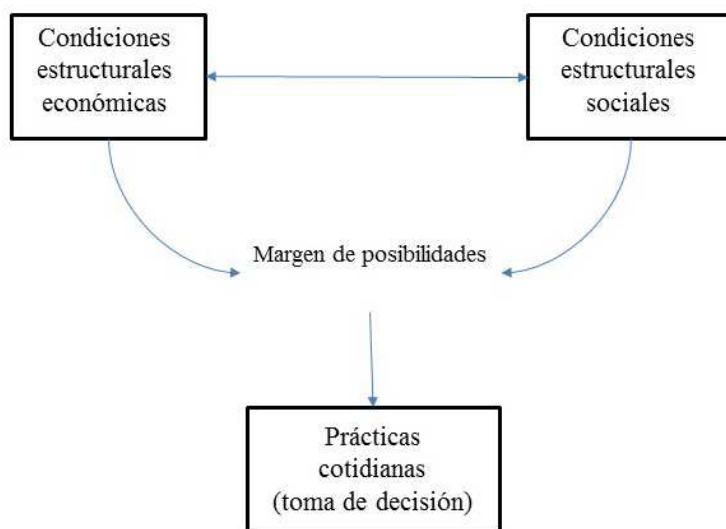 Condiciones
estructurales
económicas
Condiciones
estructurales
sociales
Margen de posibilidades
Prácticas
cotidianas
(toma de decisión)